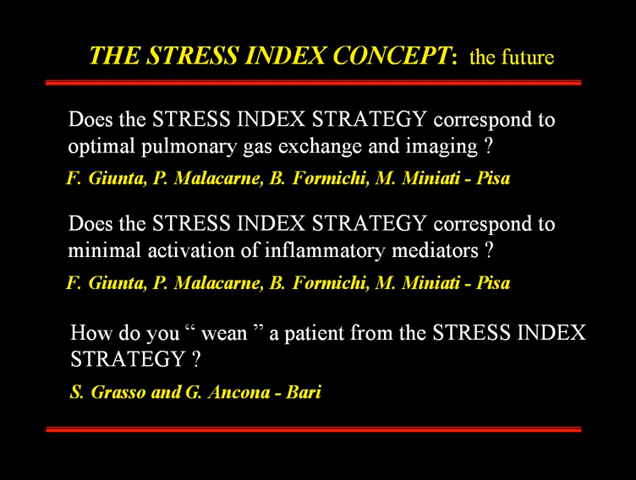 THE STRESS INDEX CONCEPT: the future
Does the STRESS INDEX STRATEGY correspond to
optimal pulmonary gas exchange and imaging ?
F. Giunta, P. Malacarne, B. Formichi, M. Miniati - Pisa
Does the STRESS INDEX STRATEGY correspond to
minimal activation of inflammatory mediators ?
F. Giunta, P. Malacarne, B. Formichi, M. Miniati - Pisa
How do you “ wean ” a patient from the STRESS INDEX
STRATEGY ?
S. Grasso and G. Ancona - Bari